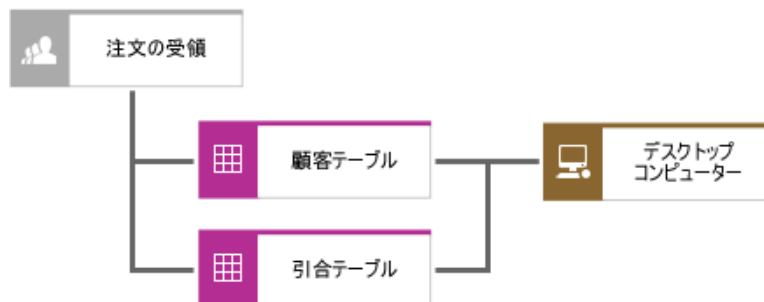 注文の受領
顧客テーブル
デスクトップ
コンピューター
引合テーブル